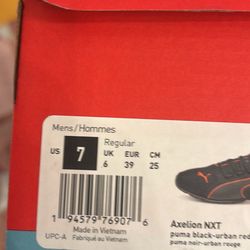 Mens/Hommes
Regular
US 7 UK EUR CM
6 39 25
1 94579 76907 6
Made in Vietnam
UPC-A Fabriqué au Vietnam
Axelion NXT
puma black-urban red
puma noir-urban rouge